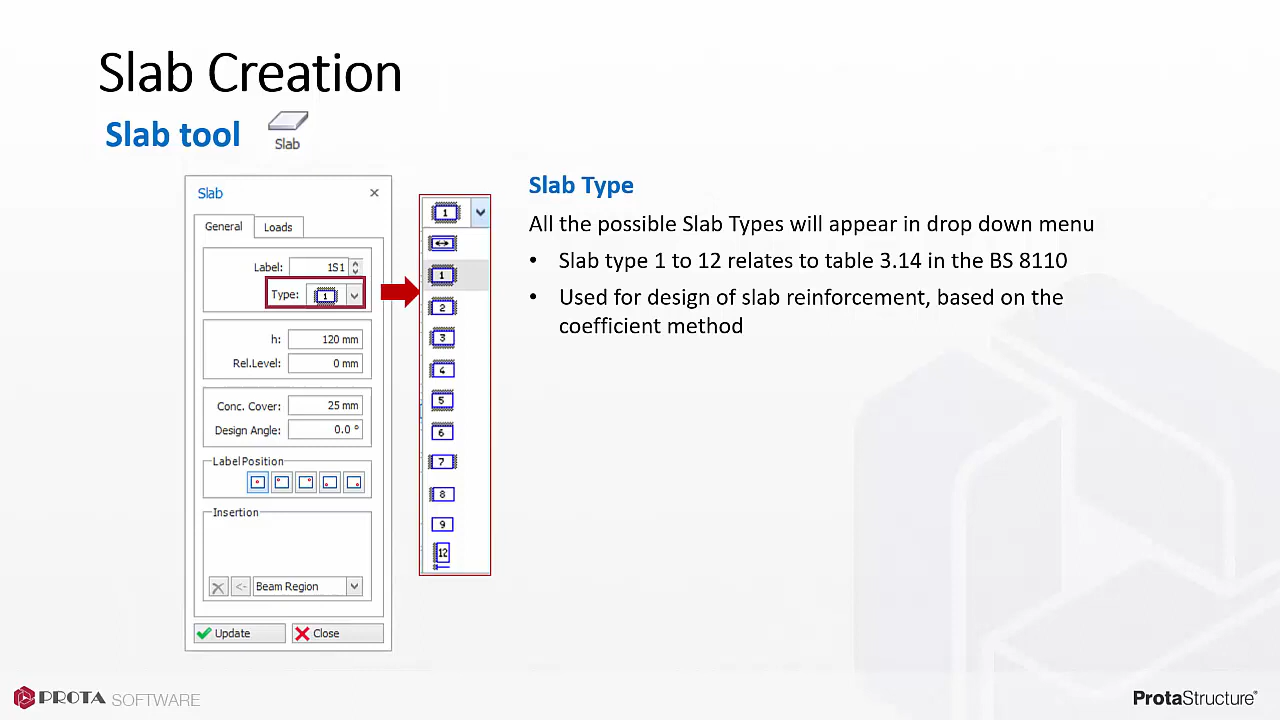 Slab Creation
Slab tool
Slab
Slab
General
Loads
Label:
1S1
Type:
1
h:
120 mm
Rel.Level:
0 mm
Conc. Cover:
25 mm
Design Angle:
0.0 °
Label Position
Insertion
Beam Region
Update
Close
1
1
2
3
4
5
6
7
8
9
12
Slab Type
All the possible Slab Types will appear in drop down menu
• Slab type 1 to 12 relates to table 3.14 in the BS 8110
• Used for design of slab reinforcement, based on the
coefficient method
PROTA SOFTWARE
ProtaStructure®